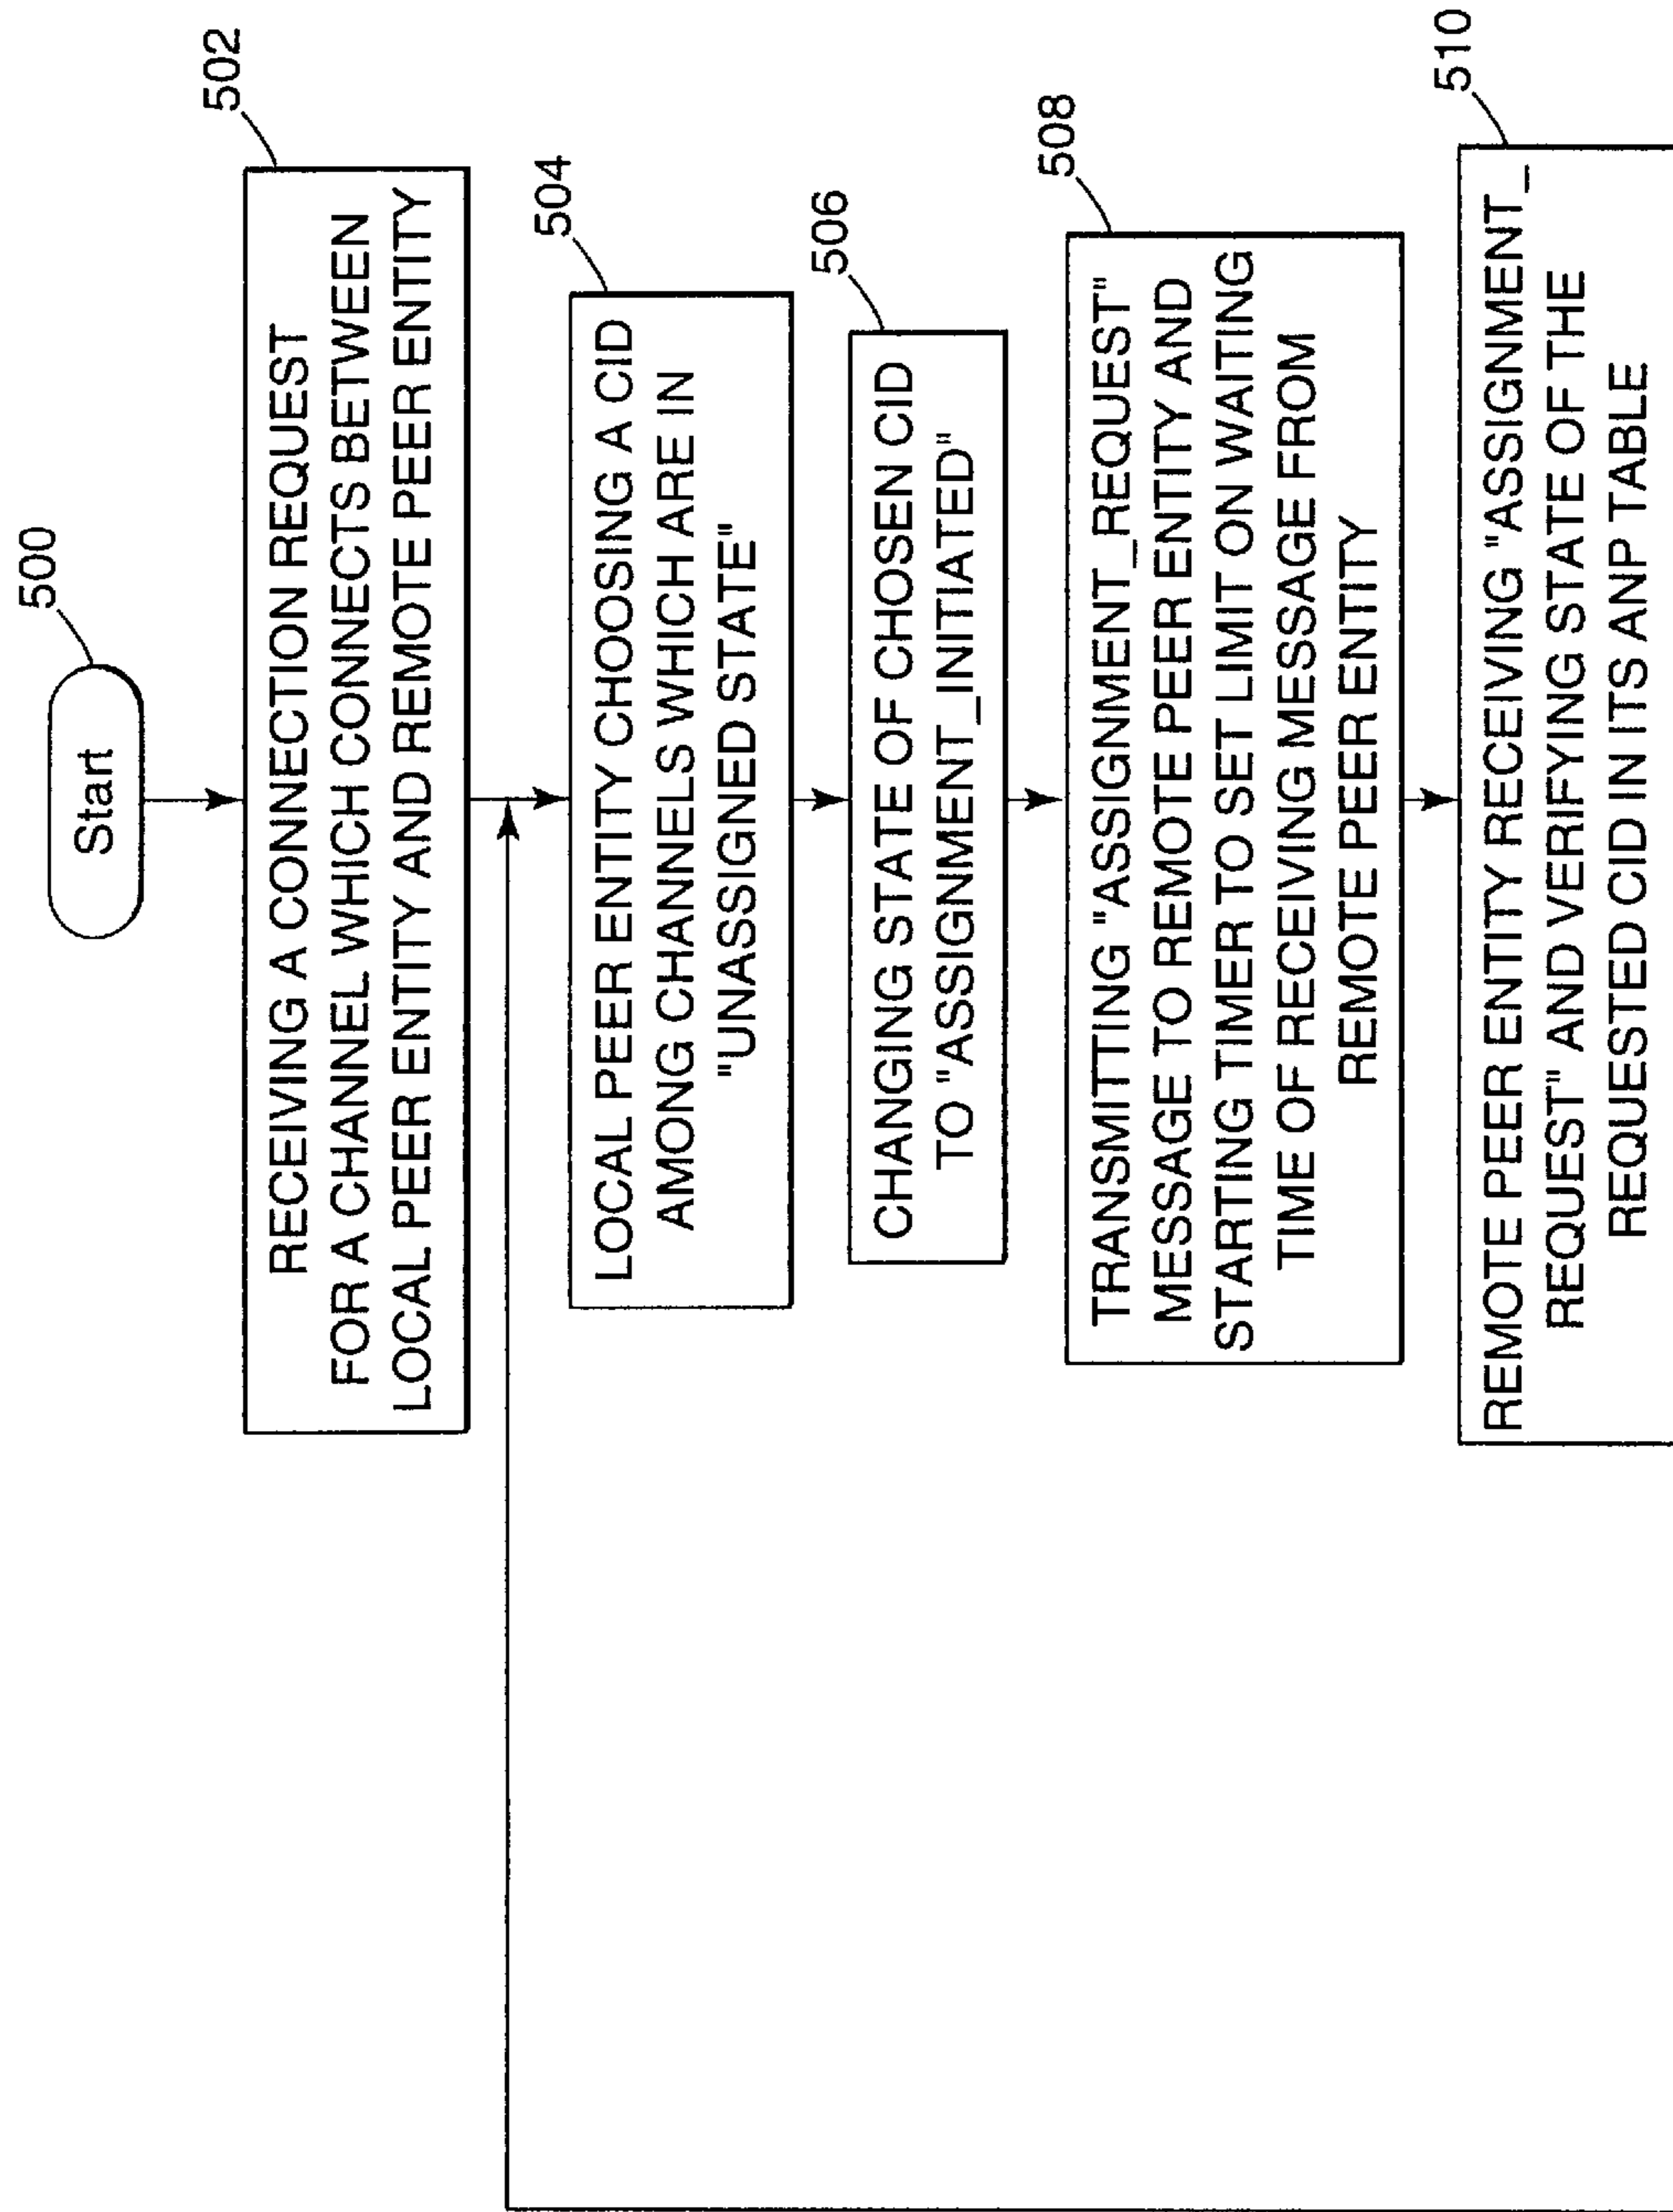 500
Start
502
RECEIVING A CONNECTION REQUEST
FOR A CHANNEL WHICH CONNECTS BETWEEN
LOCAL PEER ENTITY AND REMOTE PEER ENTITY
504
LOCAL PEER ENTITY CHOOSING A CID
AMONG CHANNELS WHICH ARE IN
"UNASSIGNED STATE"
506
CHANGING STATE OF CHOSEN CID
TO "ASSIGNMENT_INITIATED"
508
TRANSMITTING "ASSIGNMENT_REQUEST"
MESSAGE TO REMOTE PEER ENTITY AND
STARTING TIMER TO SET LIMIT ON WAITING
TIME OF RECEIVING MESSAGE FROM
REMOTE PEER ENTITY
510
REMOTE PEER ENTITY RECEIVING "ASSIGNMENT_
REQUEST" AND VERIFYING STATE OF THE
REQUESTED CID IN ITS ANP TABLE